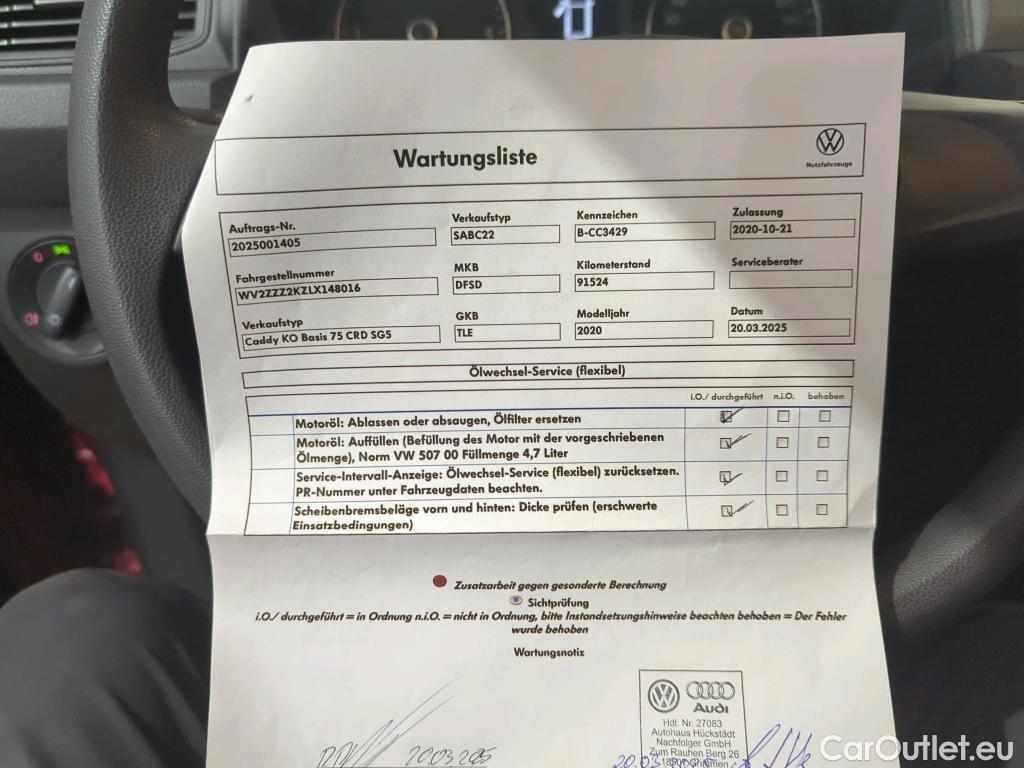 Wartungsliste
Nutzfahrzeuge
Auftrags-Nr.
2025001405
Verkaufstyp
SABC22
Kennzeichen
B-CC3429
Zulassung
2020-10-21
Fahrgestellnummer
WV2ZZZ2KZLX148016
MKB
DFSD
Kilometerstand
91524
Serviceberater
Verkaufstyp
Caddy KO Basis 75 CRD SG5
GKB
TLE
Modelljahr
2020
Datum
20.03.2025
Ölwechsel-Service (flexibel)
i.O./ durchgeführt n.i.O. behoben
Motoröl: Ablassen oder absaugen, Ölfilter ersetzen
Motoröl: Auffüllen (Befüllung des Motor mit der vorgeschriebenen
Ölmenge), Norm VW 507 00 Füllmenge 4,7 Liter
Service-Intervall-Anzeige: Ölwechsel-Service (flexibel) zurücksetzen.
PR-Nummer unter Fahrzeugdaten beachten.
Scheibenbremsbeläge vorn und hinten: Dicke prüfen (erschwerte
Einsatzbedingungen)
Zusatzarbeit gegen gesonderte Berechnung
Sichtprüfung
i.O./ durchgeführt = in Ordnung n.i.O. = nicht in Ordnung, bitte Instandsetzungshinweise beachten behoben = Der Fehler
wurde behoben
Wartungsnotiz
Audi
Hdl. Nr. 27083
Autohaus Hückstädt
Nachfolger GmbH
Zum Rauhen Berg 26
CarOutlet.eu